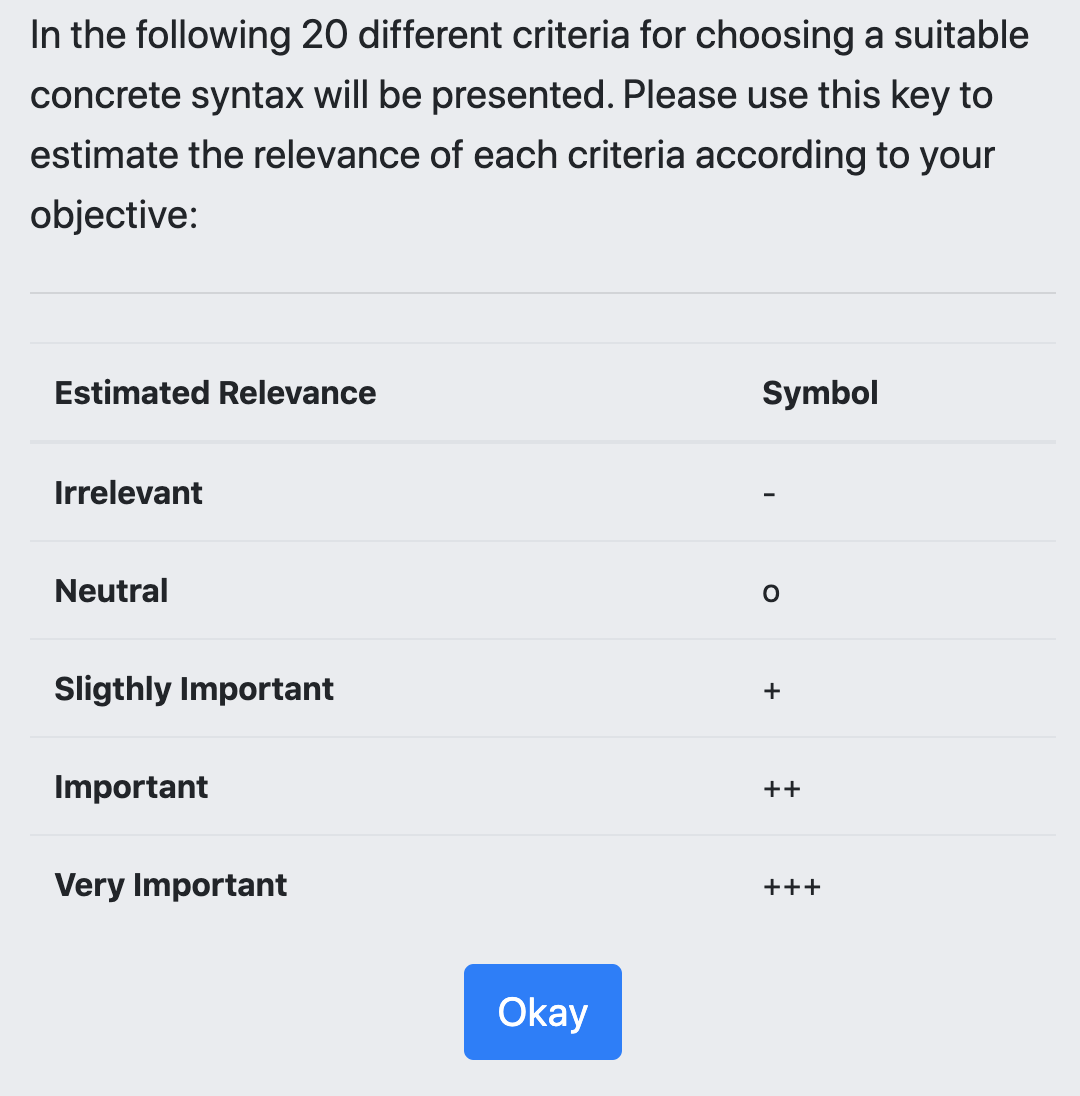 In the following 20 different criteria for choosing a suitable
concrete syntax will be presented. Please use this key to
estimate the relevance of each criteria according to your
objective:
Estimated Relevance Symbol
Irrelevant -
Neutral o
Sligthly Important +
Important ++
Very Important +++
Okay